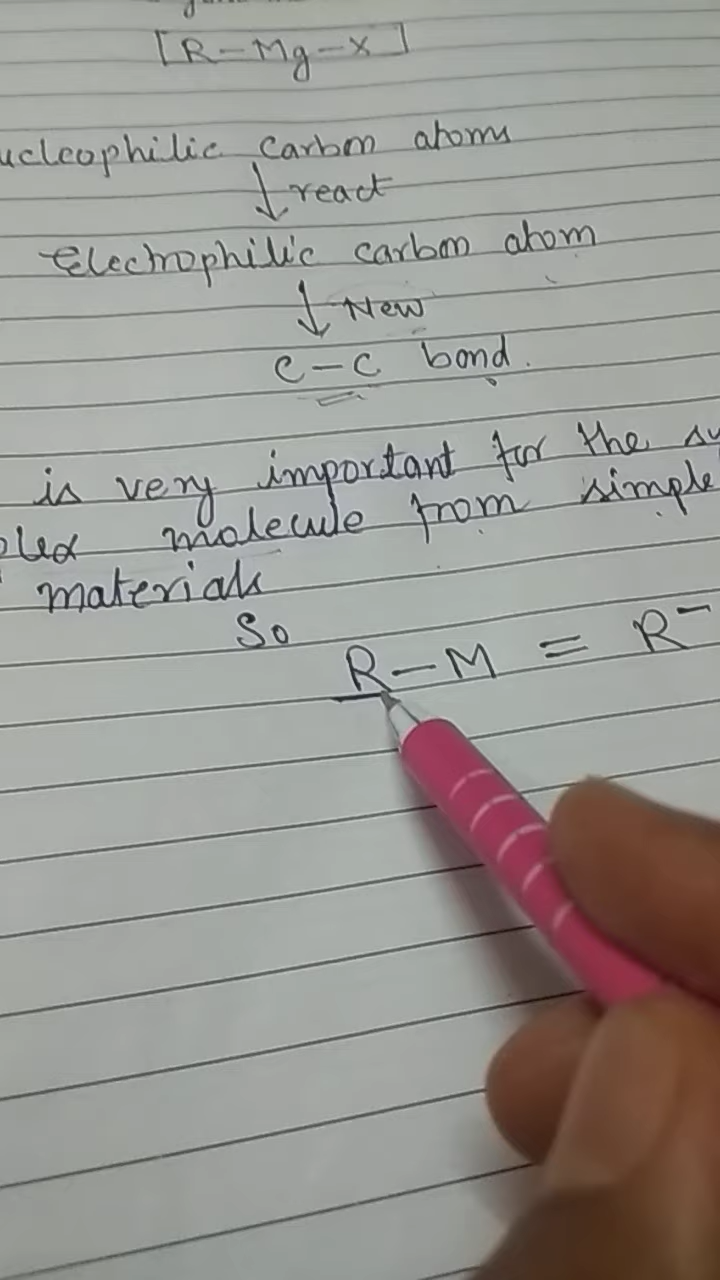 [R-Mg-X]
ucleophilic carbon atoms
↓ react
Electrophilic carbon atom
↓ New
C-C bond.
is very important for the
molecule from simple
materials
So
R-M = R⁻